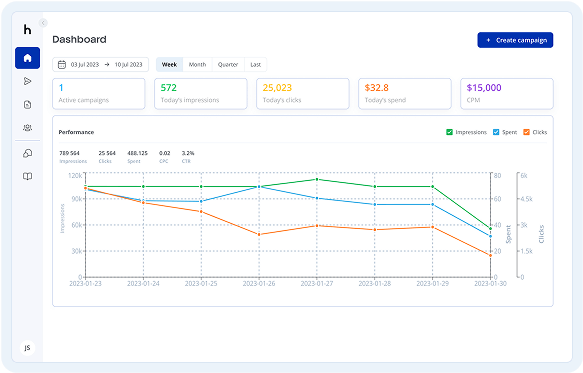 h
Dashboard
+ Create campaign
03 Jul 2023 → 10 Jul 2023
Week Month Quarter Last
1
Active campaigns
572
Today's impressions
25,023
Today's clicks
$32.8
Today's spend
$15,000
CPM
Performance
Impressions Spent Clicks
789 564 25 564 488.125 0.02 3.2%
Impressions Clicks Spent CPC CTR
120k 80 6k
90k 60 4.5k
60k 40 3k
30k 20 1.5k
0 0 0
Impressions
Spent
Clicks
2023-01-23 2023-01-24 2023-01-25 2023-01-26 2023-01-27 2023-01-28 2023-01-29 2023-01-30
JS